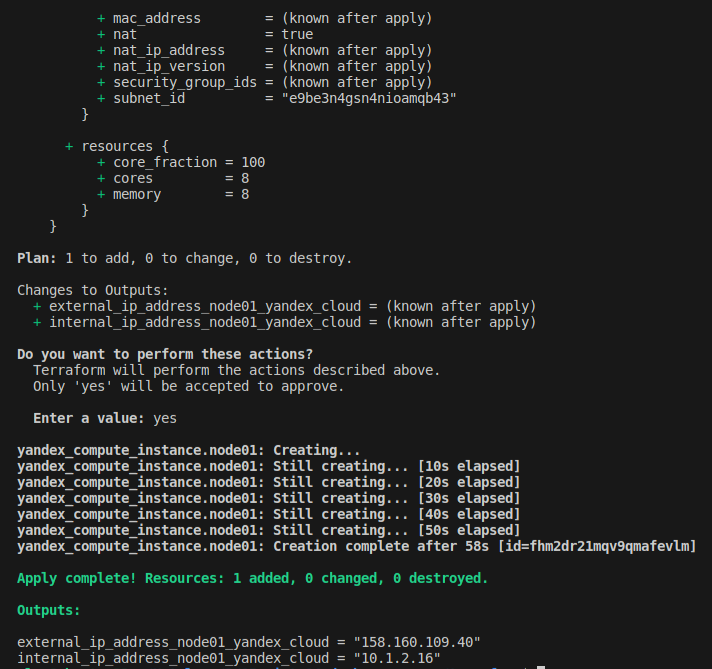 + mac_address        = (known after apply)
+ nat                = true
+ nat_ip_address     = (known after apply)
+ nat_ip_version     = (known after apply)
+ security_group_ids = (known after apply)
+ subnet_id          = "e9be3n4gsn4nioamqb43"
}
+ resources {
+ core_fraction = 100
+ cores         = 8
+ memory        = 8
}
}
Plan: 1 to add, 0 to change, 0 to destroy.
Changes to Outputs:
+ external_ip_address_node01_yandex_cloud = (known after apply)
+ internal_ip_address_node01_yandex_cloud = (known after apply)
Do you want to perform these actions?
Terraform will perform the actions described above.
Only 'yes' will be accepted to approve.
Enter a value: yes
yandex_compute_instance.node01: Creating...
yandex_compute_instance.node01: Still creating... [10s elapsed]
yandex_compute_instance.node01: Still creating... [20s elapsed]
yandex_compute_instance.node01: Still creating... [30s elapsed]
yandex_compute_instance.node01: Still creating... [40s elapsed]
yandex_compute_instance.node01: Still creating... [50s elapsed]
yandex_compute_instance.node01: Creation complete after 58s [id=fhm2dr21mqv9qmafevlm]
Apply complete! Resources: 1 added, 0 changed, 0 destroyed.
Outputs:
external_ip_address_node01_yandex_cloud = "158.160.109.40"
internal_ip_address_node01_yandex_cloud = "10.1.2.16"